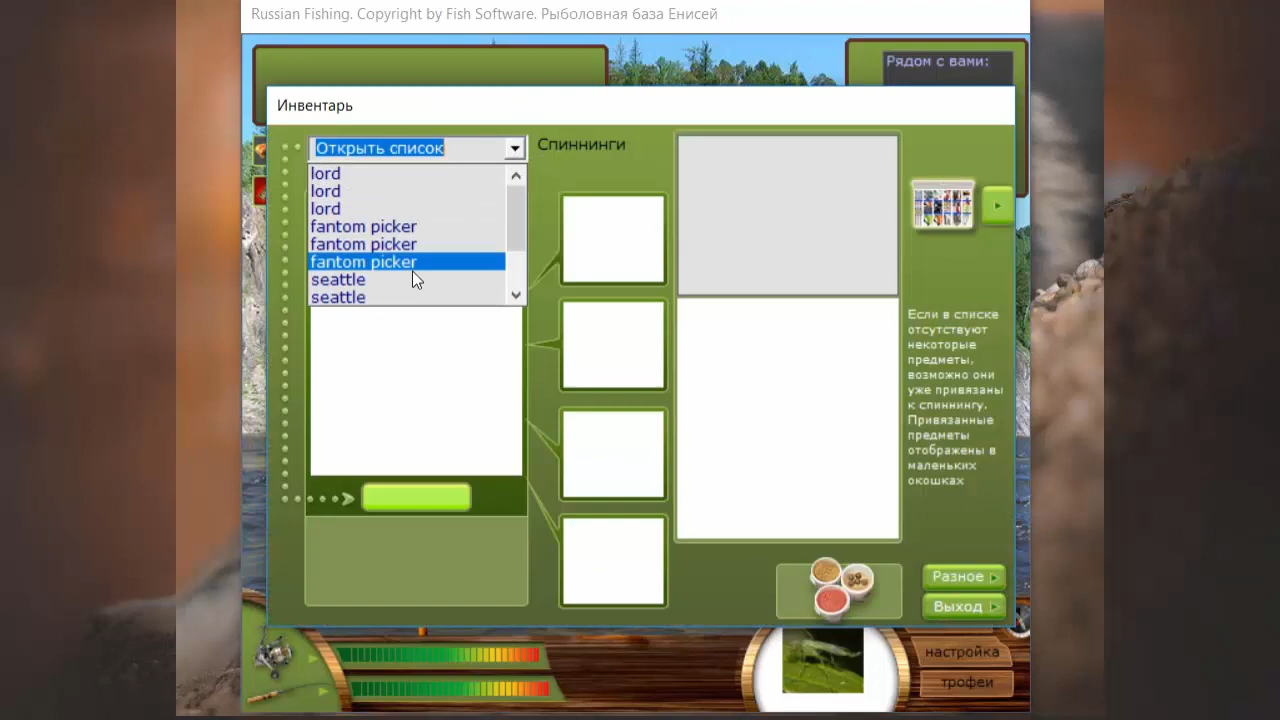 Russian Fishing. Copyright by Fish Software. Рыболовная база Енисей
Рядом с вами:
Инвентарь
Открыть список
Спиннинги
lord
lord
lord
fantom picker
fantom picker
fantom picker
seattle
seattle
Если в списке
отсутствуют
некоторые
предметы,
возможно они
уже привязаны
к спиннингу.
Привязанные
предметы
отображены в
маленьких
окошках
Разное
Выход
настройка
трофеи